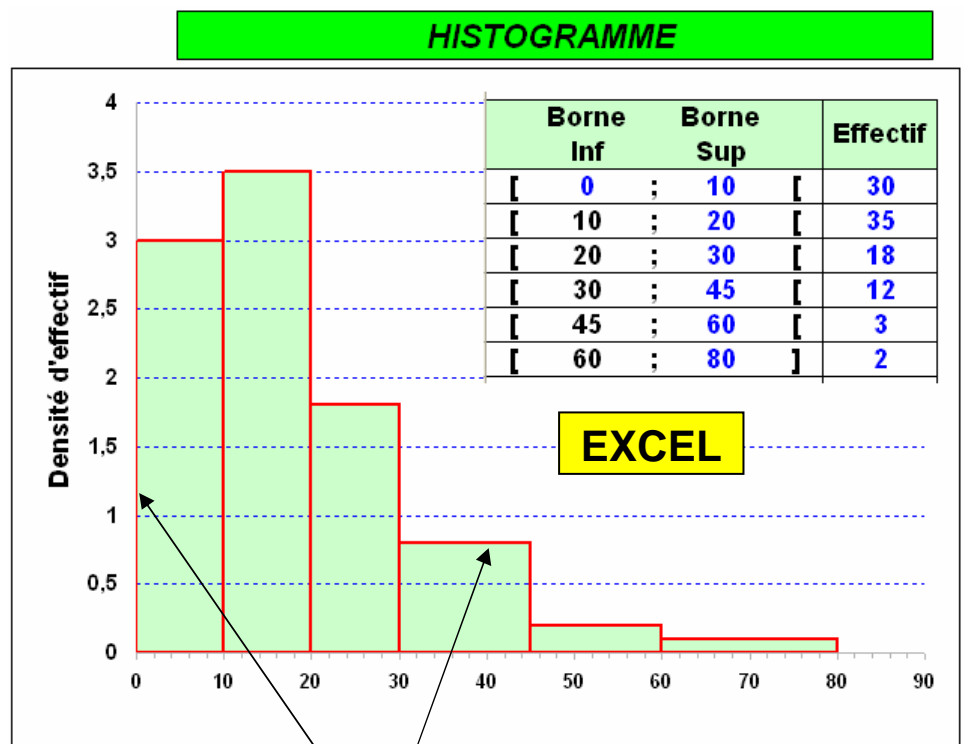 HISTOGRAMME
Borne Borne Effectif
Inf Sup
[ 0 ; 10 [ 30
[ 10 ; 20 [ 35
[ 20 ; 30 [ 18
[ 30 ; 45 [ 12
[ 45 ; 60 [ 3
[ 60 ; 80 ] 2
EXCEL
Densité d'effectif
4
3,5
3
2,5
2
1,5
1
0,5
0
0 10 20 30 40 50 60 70 80 90